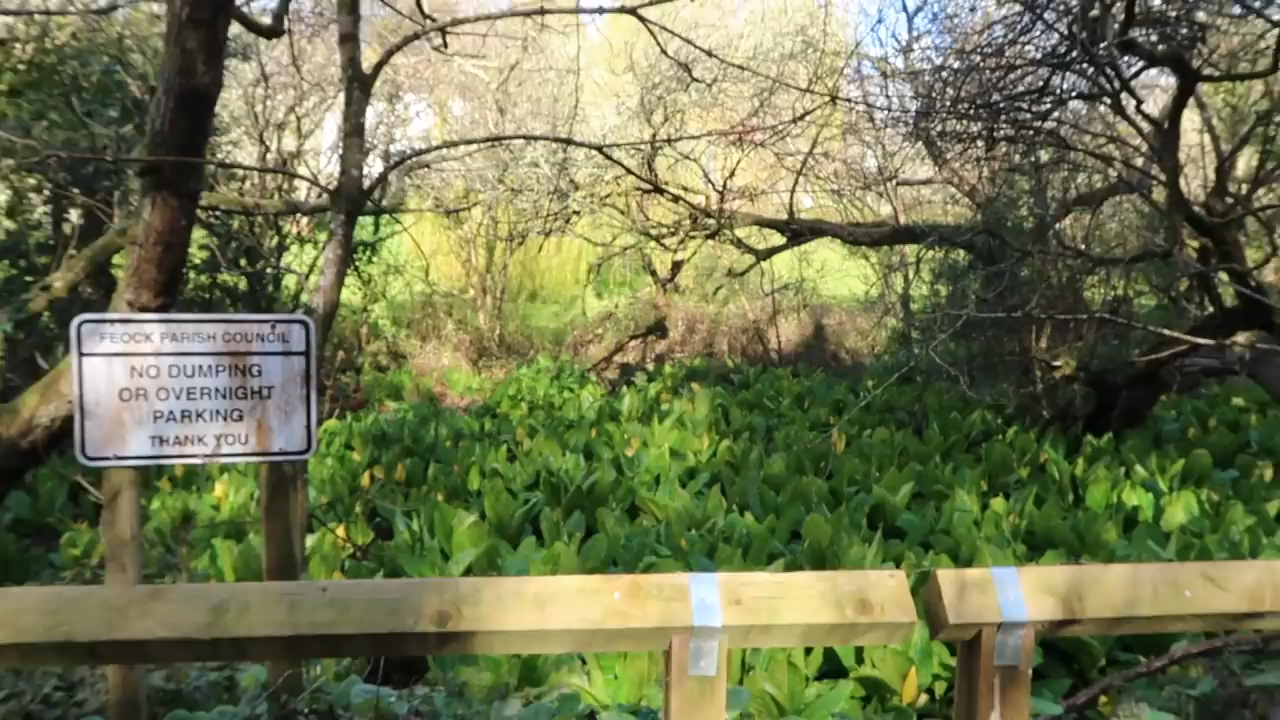 FEOCK PARISH COUNCIL
NO DUMPING
OR OVERNIGHT
PARKING
THANK YOU